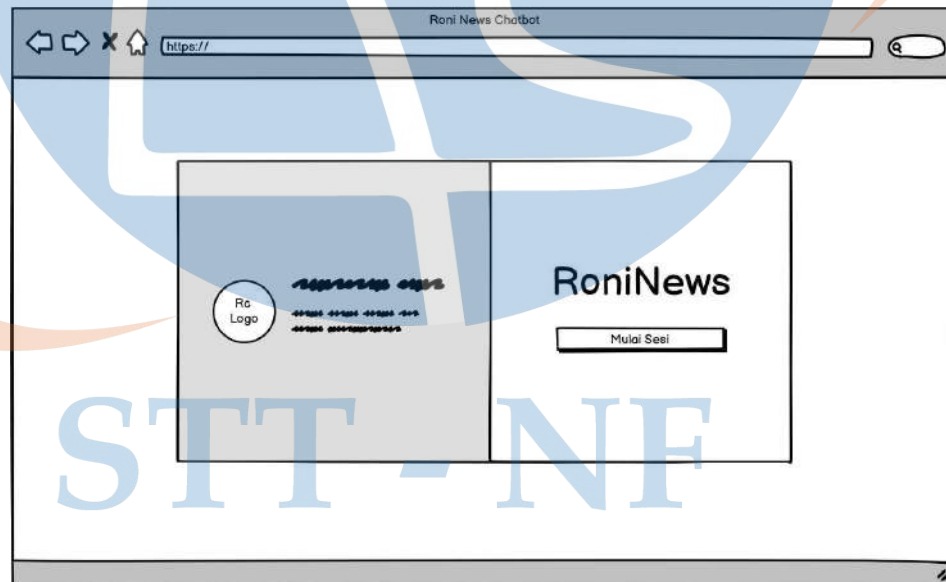 Roni News Chatbot
https://
Rc
Logo
RoniNews
Mulai Sesi
STT - NF